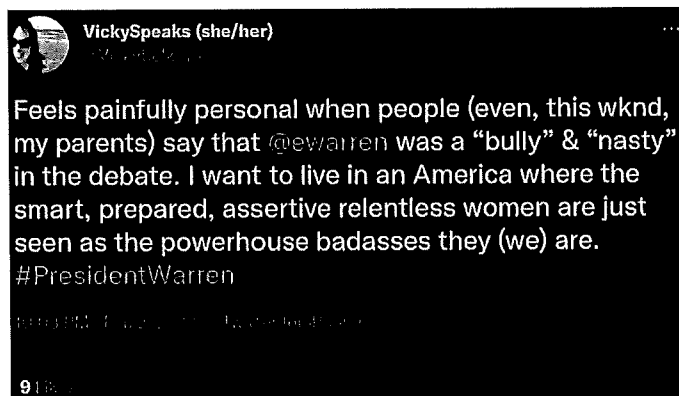 VickySpeaks (she/her)
Feels painfully personal when people (even, this wknd,
my parents) say that @ewarren was a “bully” & “nasty”
in the debate. I want to live in an America where the
smart, prepared, assertive relentless women are just
seen as the powerhouse badasses they (we) are.
#PresidentWarren
9